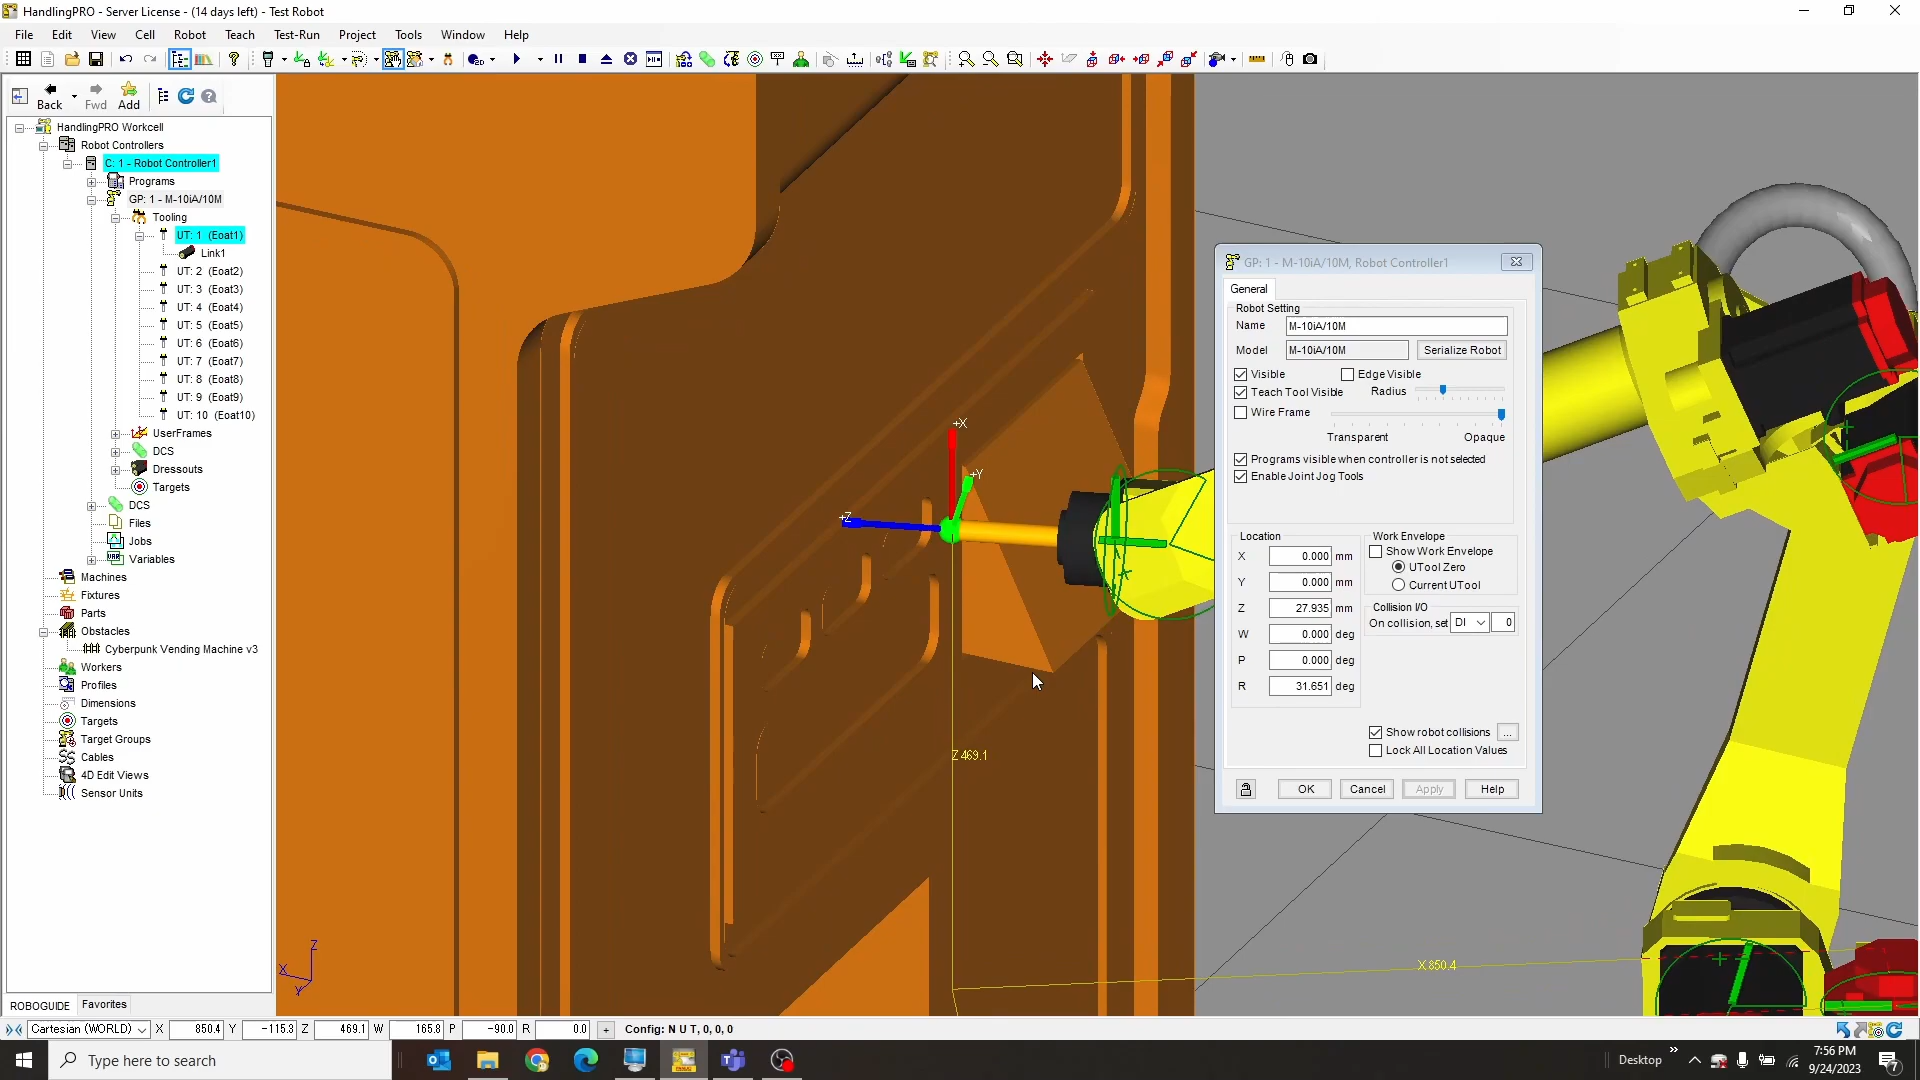 HandlingPRO - Server License - (14 days left) - Test Robot
File Edit View Cell Robot Teach Test-Run Project Tools Window Help
Back Fwd Add
HandlingPRO Workcell
Robot Controllers
C: 1 - Robot Controller1
Programs
GP: 1 - M-10iA/10M
Tooling
UT: 1 (Eoat1)
Link1
UT: 2 (Eoat2)
UT: 3 (Eoat3)
UT: 4 (Eoat4)
UT: 5 (Eoat5)
UT: 6 (Eoat6)
UT: 7 (Eoat7)
UT: 8 (Eoat8)
UT: 9 (Eoat9)
UT: 10 (Eoat10)
UserFrames
DCS
Dressouts
Targets
DCS
Files
Jobs
Variables
Machines
Fixtures
Parts
Obstacles
Cyberpunk Vending Machine v3
Workers
Profiles
Dimensions
Targets
Target Groups
Cables
4D Edit Views
Sensor Units
ROBOGUIDE Favorites
+X
+Y
+Z
Z 469.1
X 850.4
Z
X
Y
GP: 1 - M-10iA/10M, Robot Controller1
General
Robot Setting
Name M-10iA/10M
Model M-10iA/10M Serialize Robot
Visible Edge Visible
Teach Tool Visible Radius
Wire Frame
Transparent Opaque
Programs visible when controller is not selected
Enable Joint Jog Tools
Location
X 0.000 mm
Y 0.000 mm
Z 27.935 mm
W 0.000 deg
P 0.000 deg
R 31.651 deg
Work Envelope
Show Work Envelope
UTool Zero
Current UTool
Collision I/O
On collision, set DI 0
Show robot collisions ...
Lock All Location Values
OK Cancel Apply Help
Cartesian (WORLD) X 850.4 Y -115.3 Z 469.1 W 165.8 P -90.0 R 0.0 + Config: N U T, 0, 0, 0
Type here to search
Desktop
7:56 PM
9/24/2023
7